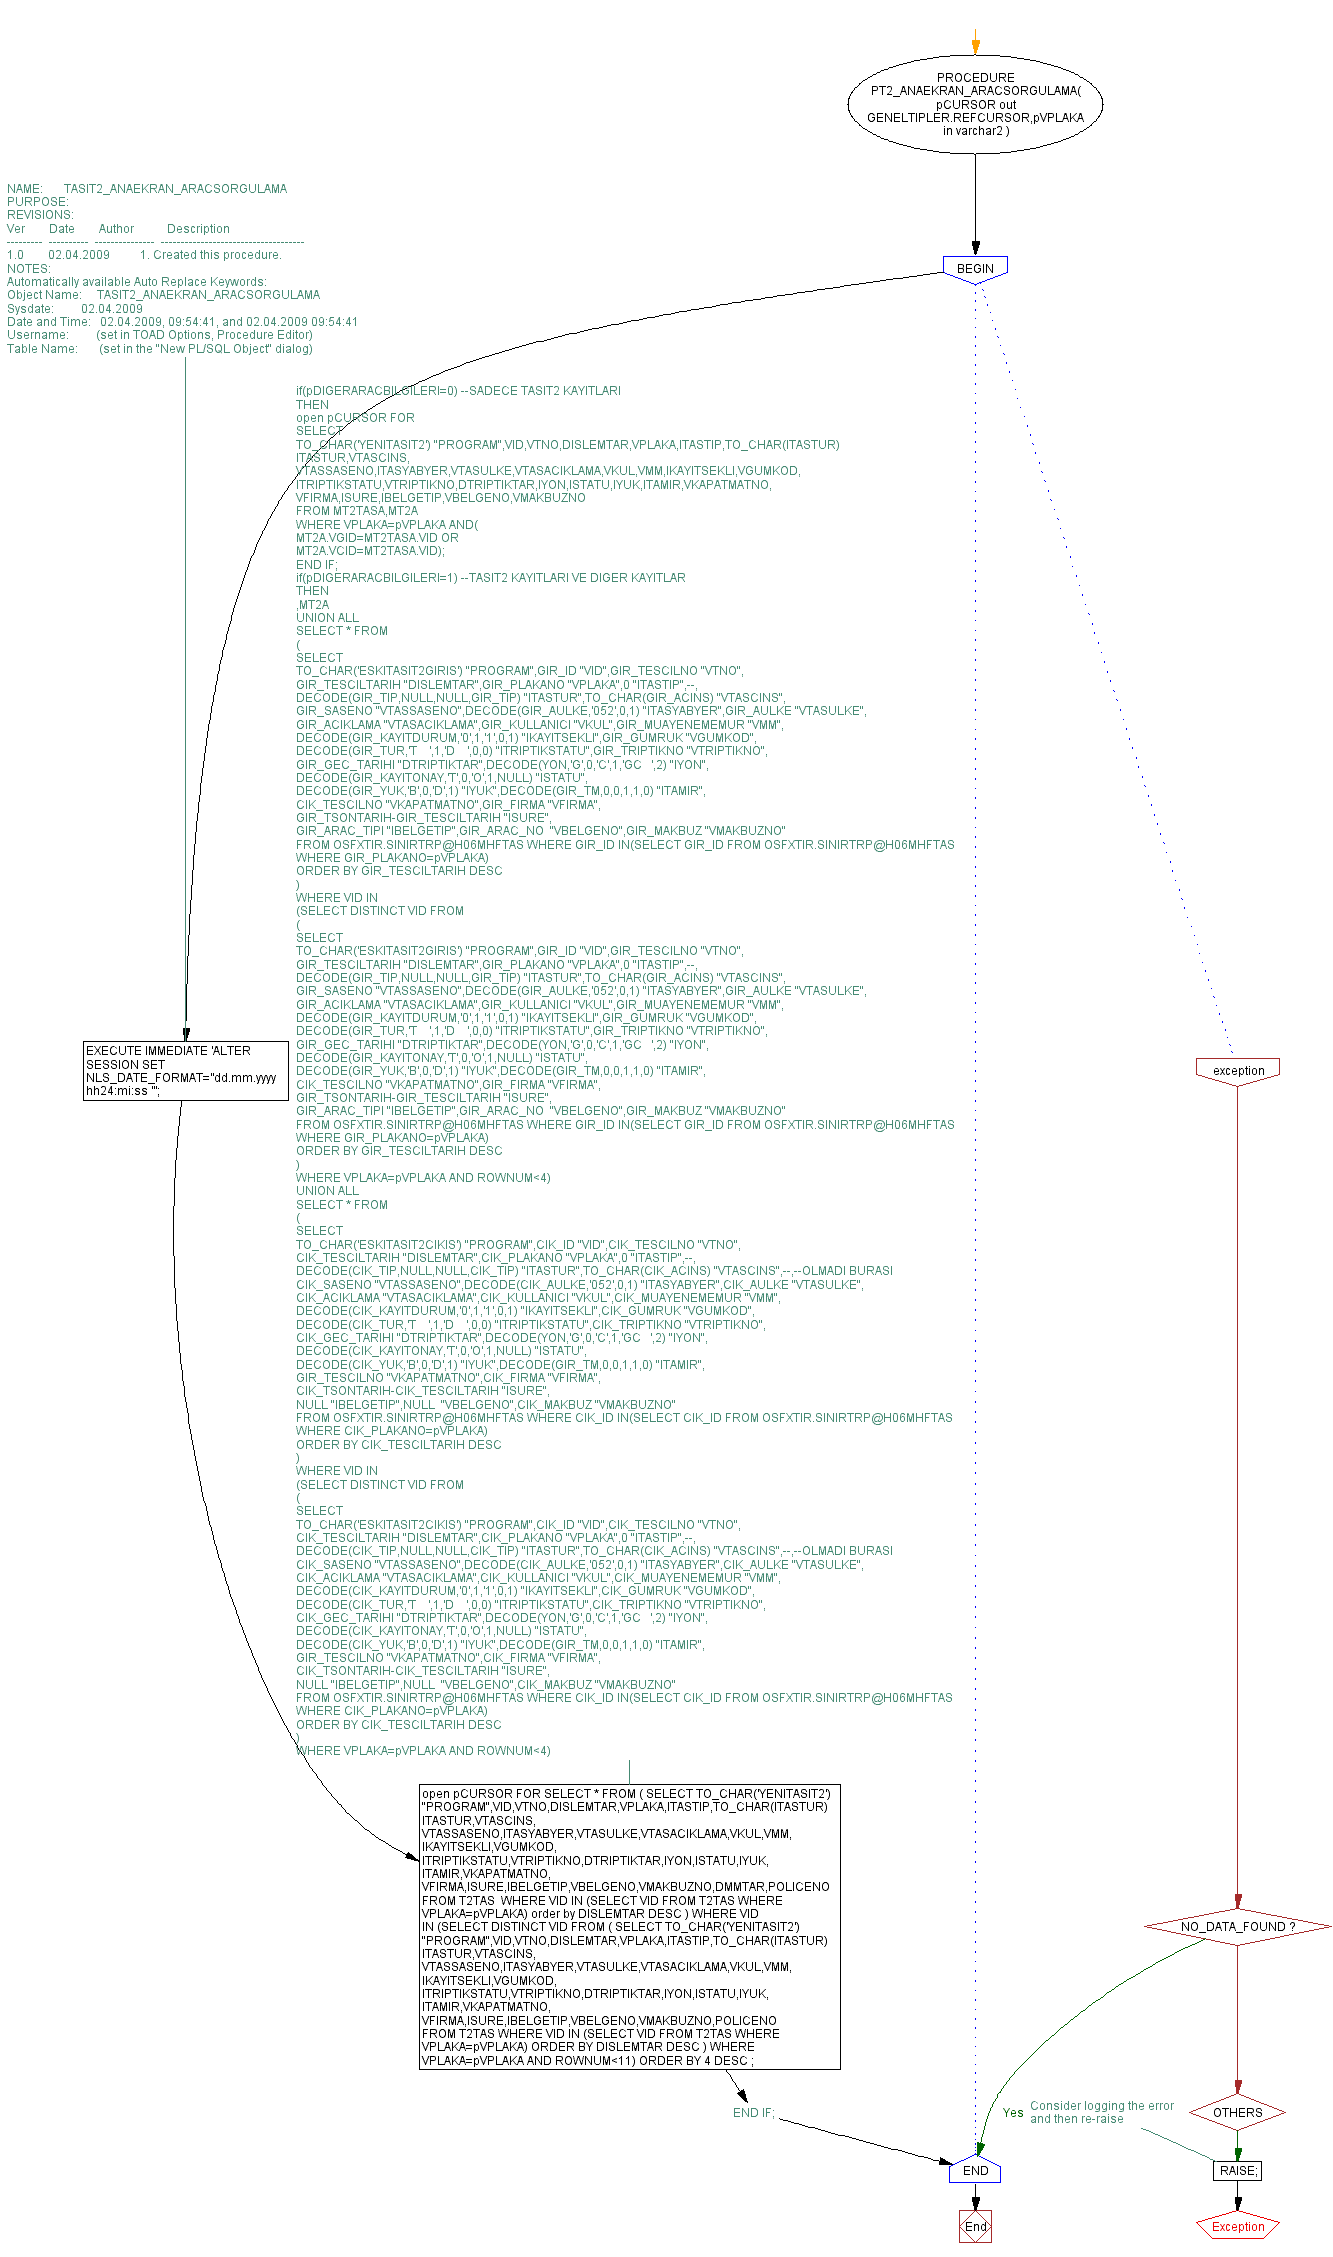 PROCEDURE
PT2_ANAEKRAN_ARACSORGULAMA(
pCURSOR out
GENELTIPLER.REFCURSOR,pVPLAKA
in varchar2 )
NAME:       TASIT2_ANAEKRAN_ARACSORGULAMA
PURPOSE:
REVISIONS:
Ver        Date        Author           Description
---------  ----------  ---------------  ------------------------------------
1.0        02.04.2009          1. Created this procedure.
NOTES:
Automatically available Auto Replace Keywords:
Object Name:     TASIT2_ANAEKRAN_ARACSORGULAMA
Sysdate:         02.04.2009
Date and Time:   02.04.2009, 09:54:41, and 02.04.2009 09:54:41
Username:         (set in TOAD Options, Procedure Editor)
Table Name:       (set in the "New PL/SQL Object" dialog)
BEGIN
if(pDIGERARACBILGILERI=0) --SADECE TASIT2 KAYITLARI
THEN
open pCURSOR FOR
SELECT
TO_CHAR('YENITASIT2') "PROGRAM",VID,VTNO,DISLEMTAR,VPLAKA,ITASTIP,TO_CHAR(ITASTUR)
ITASTUR,VTASCINS,
VTASSASENO,ITASYABYER,VTASULKE,VTASACIKLAMA,VKUL,VMM,IKAYITSEKLI,VGUMKOD,
ITRIPTIKSTATU,VTRIPTIKNO,DTRIPTIKTAR,IYON,ISTATU,IYUK,ITAMIR,VKAPATMATNO,
VFIRMA,ISURE,IBELGETIP,VBELGENO,VMAKBUZNO
FROM MT2TASA,MT2A
WHERE VPLAKA=pVPLAKA AND(
MT2A.VGID=MT2TASA.VID OR
MT2A.VCID=MT2TASA.VID);
END IF;
if(pDIGERARACBILGILERI=1) --TASIT2 KAYITLARI VE DIGER KAYITLAR
THEN
,MT2A
UNION ALL
SELECT * FROM
(
SELECT
TO_CHAR('ESKITASIT2GIRIS') "PROGRAM",GIR_ID "VID",GIR_TESCILNO "VTNO",
GIR_TESCILTARIH "DISLEMTAR",GIR_PLAKANO "VPLAKA",0 "ITASTIP",--,
DECODE(GIR_TIP,NULL,NULL,GIR_TIP) "ITASTUR",TO_CHAR(GIR_ACINS) "VTASCINS",
GIR_SASENO "VTASSASENO",DECODE(GIR_AULKE,'052',0,1) "ITASYABYER",GIR_AULKE "VTASULKE",
GIR_ACIKLAMA "VTASACIKLAMA",GIR_KULLANICI "VKUL",GIR_MUAYENEMEMUR "VMM",
DECODE(GIR_KAYITDURUM,'0',1,'1',0,1) "IKAYITSEKLI",GIR_GUMRUK "VGUMKOD",
DECODE(GIR_TUR,'T    ',1,'D    ',0,0) "ITRIPTIKSTATU",GIR_TRIPTIKNO "VTRIPTIKNO",
GIR_GEC_TARIHI "DTRIPTIKTAR",DECODE(YON,'G',0,'C',1,'GC   ',2) "IYON",
DECODE(GIR_KAYITONAY,'T',0,'O',1,NULL) "ISTATU",
DECODE(GIR_YUK,'B',0,'D',1) "IYUK",DECODE(GIR_TM,0,0,1,1,0) "ITAMIR",
CIK_TESCILNO "VKAPATMATNO",GIR_FIRMA "VFIRMA",
GIR_TSONTARIH-GIR_TESCILTARIH "ISURE",
GIR_ARAC_TIPI "IBELGETIP",GIR_ARAC_NO  "VBELGENO",GIR_MAKBUZ "VMAKBUZNO"
FROM OSFXTIR.SINIRTRP@H06MHFTAS WHERE GIR_ID IN(SELECT GIR_ID FROM OSFXTIR.SINIRTRP@H06MHFTAS
WHERE GIR_PLAKANO=pVPLAKA)
ORDER BY GIR_TESCILTARIH DESC
)
WHERE VID IN
(SELECT DISTINCT VID FROM
(
SELECT
TO_CHAR('ESKITASIT2GIRIS') "PROGRAM",GIR_ID "VID",GIR_TESCILNO "VTNO",
GIR_TESCILTARIH "DISLEMTAR",GIR_PLAKANO "VPLAKA",0 "ITASTIP",--,
DECODE(GIR_TIP,NULL,NULL,GIR_TIP) "ITASTUR",TO_CHAR(GIR_ACINS) "VTASCINS",
GIR_SASENO "VTASSASENO",DECODE(GIR_AULKE,'052',0,1) "ITASYABYER",GIR_AULKE "VTASULKE",
GIR_ACIKLAMA "VTASACIKLAMA",GIR_KULLANICI "VKUL",GIR_MUAYENEMEMUR "VMM",
DECODE(GIR_KAYITDURUM,'0',1,'1',0,1) "IKAYITSEKLI",GIR_GUMRUK "VGUMKOD",
DECODE(GIR_TUR,'T    ',1,'D    ',0,0) "ITRIPTIKSTATU",GIR_TRIPTIKNO "VTRIPTIKNO",
GIR_GEC_TARIHI "DTRIPTIKTAR",DECODE(YON,'G',0,'C',1,'GC   ',2) "IYON",
DECODE(GIR_KAYITONAY,'T',0,'O',1,NULL) "ISTATU",
DECODE(GIR_YUK,'B',0,'D',1) "IYUK",DECODE(GIR_TM,0,0,1,1,0) "ITAMIR",
CIK_TESCILNO "VKAPATMATNO",GIR_FIRMA "VFIRMA",
GIR_TSONTARIH-GIR_TESCILTARIH "ISURE",
GIR_ARAC_TIPI "IBELGETIP",GIR_ARAC_NO  "VBELGENO",GIR_MAKBUZ "VMAKBUZNO"
FROM OSFXTIR.SINIRTRP@H06MHFTAS WHERE GIR_ID IN(SELECT GIR_ID FROM OSFXTIR.SINIRTRP@H06MHFTAS
WHERE GIR_PLAKANO=pVPLAKA)
ORDER BY GIR_TESCILTARIH DESC
)
WHERE VPLAKA=pVPLAKA AND ROWNUM<4)
UNION ALL
SELECT * FROM
(
SELECT
TO_CHAR('ESKITASIT2CIKIS') "PROGRAM",CIK_ID "VID",CIK_TESCILNO "VTNO",
CIK_TESCILTARIH "DISLEMTAR",CIK_PLAKANO "VPLAKA",0 "ITASTIP",--,
DECODE(CIK_TIP,NULL,NULL,CIK_TIP) "ITASTUR",TO_CHAR(CIK_ACINS) "VTASCINS",--,--OLMADI BURASI
CIK_SASENO "VTASSASENO",DECODE(CIK_AULKE,'052',0,1) "ITASYABYER",CIK_AULKE "VTASULKE",
CIK_ACIKLAMA "VTASACIKLAMA",CIK_KULLANICI "VKUL",CIK_MUAYENEMEMUR "VMM",
DECODE(CIK_KAYITDURUM,'0',1,'1',0,1) "IKAYITSEKLI",CIK_GUMRUK "VGUMKOD",
DECODE(CIK_TUR,'T    ',1,'D    ',0,0) "ITRIPTIKSTATU",CIK_TRIPTIKNO "VTRIPTIKNO",
CIK_GEC_TARIHI "DTRIPTIKTAR",DECODE(YON,'G',0,'C',1,'GC   ',2) "IYON",
DECODE(CIK_KAYITONAY,'T',0,'O',1,NULL) "ISTATU",
DECODE(CIK_YUK,'B',0,'D',1) "IYUK",DECODE(GIR_TM,0,0,1,1,0) "ITAMIR",
GIR_TESCILNO "VKAPATMATNO",CIK_FIRMA "VFIRMA",
CIK_TSONTARIH-CIK_TESCILTARIH "ISURE",
NULL "IBELGETIP",NULL  "VBELGENO",CIK_MAKBUZ "VMAKBUZNO"
FROM OSFXTIR.SINIRTRP@H06MHFTAS WHERE CIK_ID IN(SELECT CIK_ID FROM OSFXTIR.SINIRTRP@H06MHFTAS
WHERE CIK_PLAKANO=pVPLAKA)
ORDER BY CIK_TESCILTARIH DESC
)
WHERE VID IN
(SELECT DISTINCT VID FROM
(
SELECT
TO_CHAR('ESKITASIT2CIKIS') "PROGRAM",CIK_ID "VID",CIK_TESCILNO "VTNO",
CIK_TESCILTARIH "DISLEMTAR",CIK_PLAKANO "VPLAKA",0 "ITASTIP",--,
DECODE(CIK_TIP,NULL,NULL,CIK_TIP) "ITASTUR",TO_CHAR(CIK_ACINS) "VTASCINS",--,--OLMADI BURASI
CIK_SASENO "VTASSASENO",DECODE(CIK_AULKE,'052',0,1) "ITASYABYER",CIK_AULKE "VTASULKE",
CIK_ACIKLAMA "VTASACIKLAMA",CIK_KULLANICI "VKUL",CIK_MUAYENEMEMUR "VMM",
DECODE(CIK_KAYITDURUM,'0',1,'1',0,1) "IKAYITSEKLI",CIK_GUMRUK "VGUMKOD",
DECODE(CIK_TUR,'T    ',1,'D    ',0,0) "ITRIPTIKSTATU",CIK_TRIPTIKNO "VTRIPTIKNO",
CIK_GEC_TARIHI "DTRIPTIKTAR",DECODE(YON,'G',0,'C',1,'GC   ',2) "IYON",
DECODE(CIK_KAYITONAY,'T',0,'O',1,NULL) "ISTATU",
DECODE(CIK_YUK,'B',0,'D',1) "IYUK",DECODE(GIR_TM,0,0,1,1,0) "ITAMIR",
GIR_TESCILNO "VKAPATMATNO",CIK_FIRMA "VFIRMA",
CIK_TSONTARIH-CIK_TESCILTARIH "ISURE",
NULL "IBELGETIP",NULL  "VBELGENO",CIK_MAKBUZ "VMAKBUZNO"
FROM OSFXTIR.SINIRTRP@H06MHFTAS WHERE CIK_ID IN(SELECT CIK_ID FROM OSFXTIR.SINIRTRP@H06MHFTAS
WHERE CIK_PLAKANO=pVPLAKA)
ORDER BY CIK_TESCILTARIH DESC
)
WHERE VPLAKA=pVPLAKA AND ROWNUM<4)
EXECUTE IMMEDIATE 'ALTER
SESSION SET
NLS_DATE_FORMAT="dd.mm.yyyy
hh24:mi:ss "';
exception
open pCURSOR FOR SELECT * FROM ( SELECT TO_CHAR('YENITASIT2')
"PROGRAM",VID,VTNO,DISLEMTAR,VPLAKA,ITASTIP,TO_CHAR(ITASTUR)
ITASTUR,VTASCINS,
VTASSASENO,ITASYABYER,VTASULKE,VTASACIKLAMA,VKUL,VMM,
IKAYITSEKLI,VGUMKOD,
ITRIPTIKSTATU,VTRIPTIKNO,DTRIPTIKTAR,IYON,ISTATU,IYUK,
ITAMIR,VKAPATMATNO,
VFIRMA,ISURE,IBELGETIP,VBELGENO,VMAKBUZNO,DMMTAR,POLICENO
FROM T2TAS  WHERE VID IN (SELECT VID FROM T2TAS WHERE
VPLAKA=pVPLAKA) order by DISLEMTAR DESC ) WHERE VID
IN (SELECT DISTINCT VID FROM ( SELECT TO_CHAR('YENITASIT2')
"PROGRAM",VID,VTNO,DISLEMTAR,VPLAKA,ITASTIP,TO_CHAR(ITASTUR)
ITASTUR,VTASCINS,
VTASSASENO,ITASYABYER,VTASULKE,VTASACIKLAMA,VKUL,VMM,
IKAYITSEKLI,VGUMKOD,
ITRIPTIKSTATU,VTRIPTIKNO,DTRIPTIKTAR,IYON,ISTATU,IYUK,
ITAMIR,VKAPATMATNO,
VFIRMA,ISURE,IBELGETIP,VBELGENO,VMAKBUZNO,POLICENO
FROM T2TAS WHERE VID IN (SELECT VID FROM T2TAS WHERE
VPLAKA=pVPLAKA) ORDER BY DISLEMTAR DESC ) WHERE
VPLAKA=pVPLAKA AND ROWNUM<11) ORDER BY 4 DESC ;
NO_DATA_FOUND ?
END IF;
Yes
Consider logging the error
and then re-raise
OTHERS
END
RAISE;
End
Exception